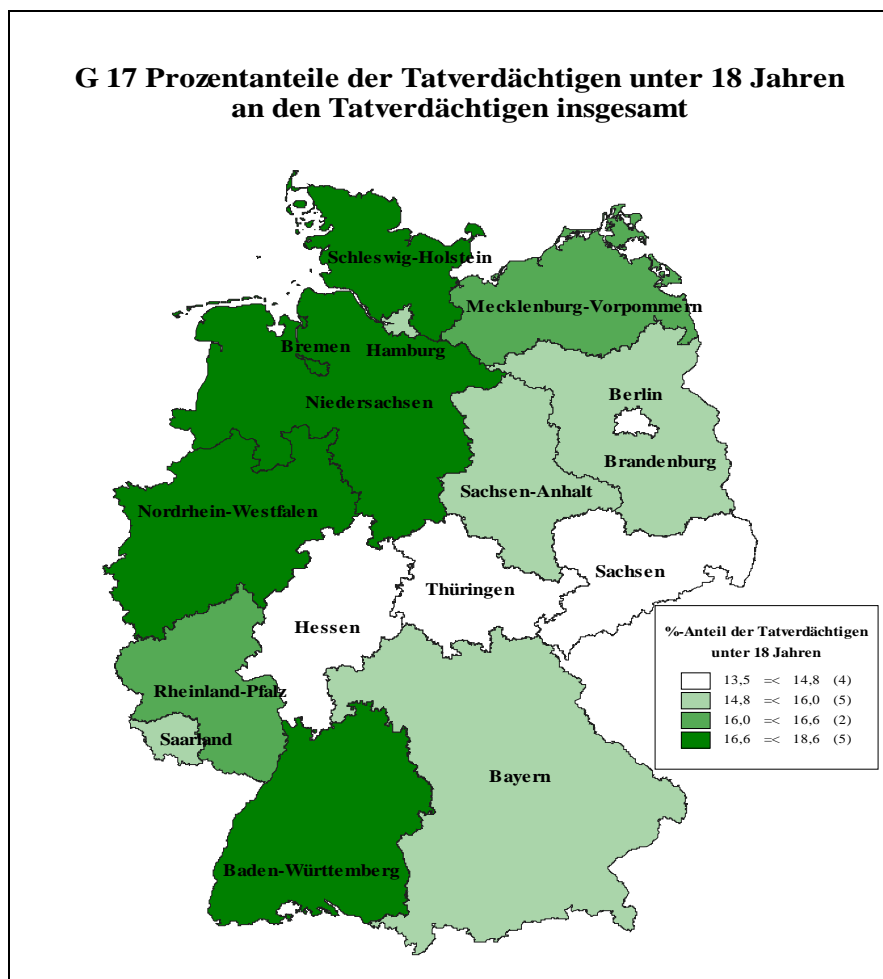 G 17 Prozentanteile der Tatverdächtigen unter 18 Jahren
an den Tatverdächtigen insgesamt
Schleswig-Holstein
Mecklenburg-Vorpommern
Bremen
Hamburg
Berlin
Niedersachsen
Brandenburg
Sachsen-Anhalt
Nordrhein-Westfalen
Sachsen
Thüringen
Hessen
%-Anteil der Tatverdächtigen
unter 18 Jahren
13,5 =< 14,8 (4)
14,8 =< 16,0 (5)
16,0 =< 16,6 (2)
16,6 =< 18,6 (5)
Rheinland-Pfalz
Saarland
Bayern
Baden-Württemberg